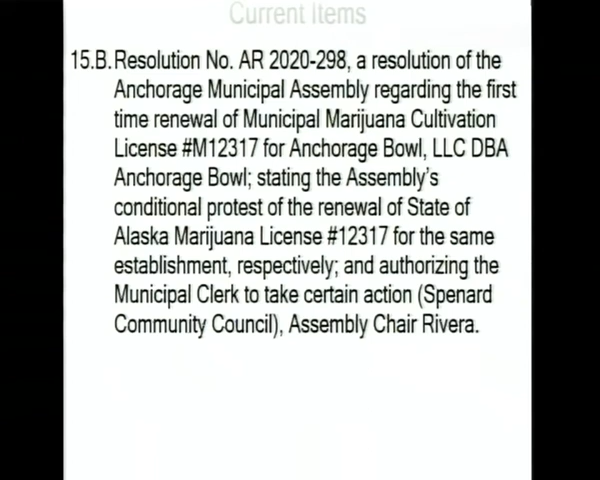 Current Items
15.B. Resolution No. AR 2020-298, a resolution of the
Anchorage Municipal Assembly regarding the first
time renewal of Municipal Marijuana Cultivation
License #M12317 for Anchorage Bowl, LLC DBA
Anchorage Bowl; stating the Assembly's
conditional protest of the renewal of State of
Alaska Marijuana License #12317 for the same
establishment, respectively; and authorizing the
Municipal Clerk to take certain action (Spenard
Community Council), Assembly Chair Rivera.